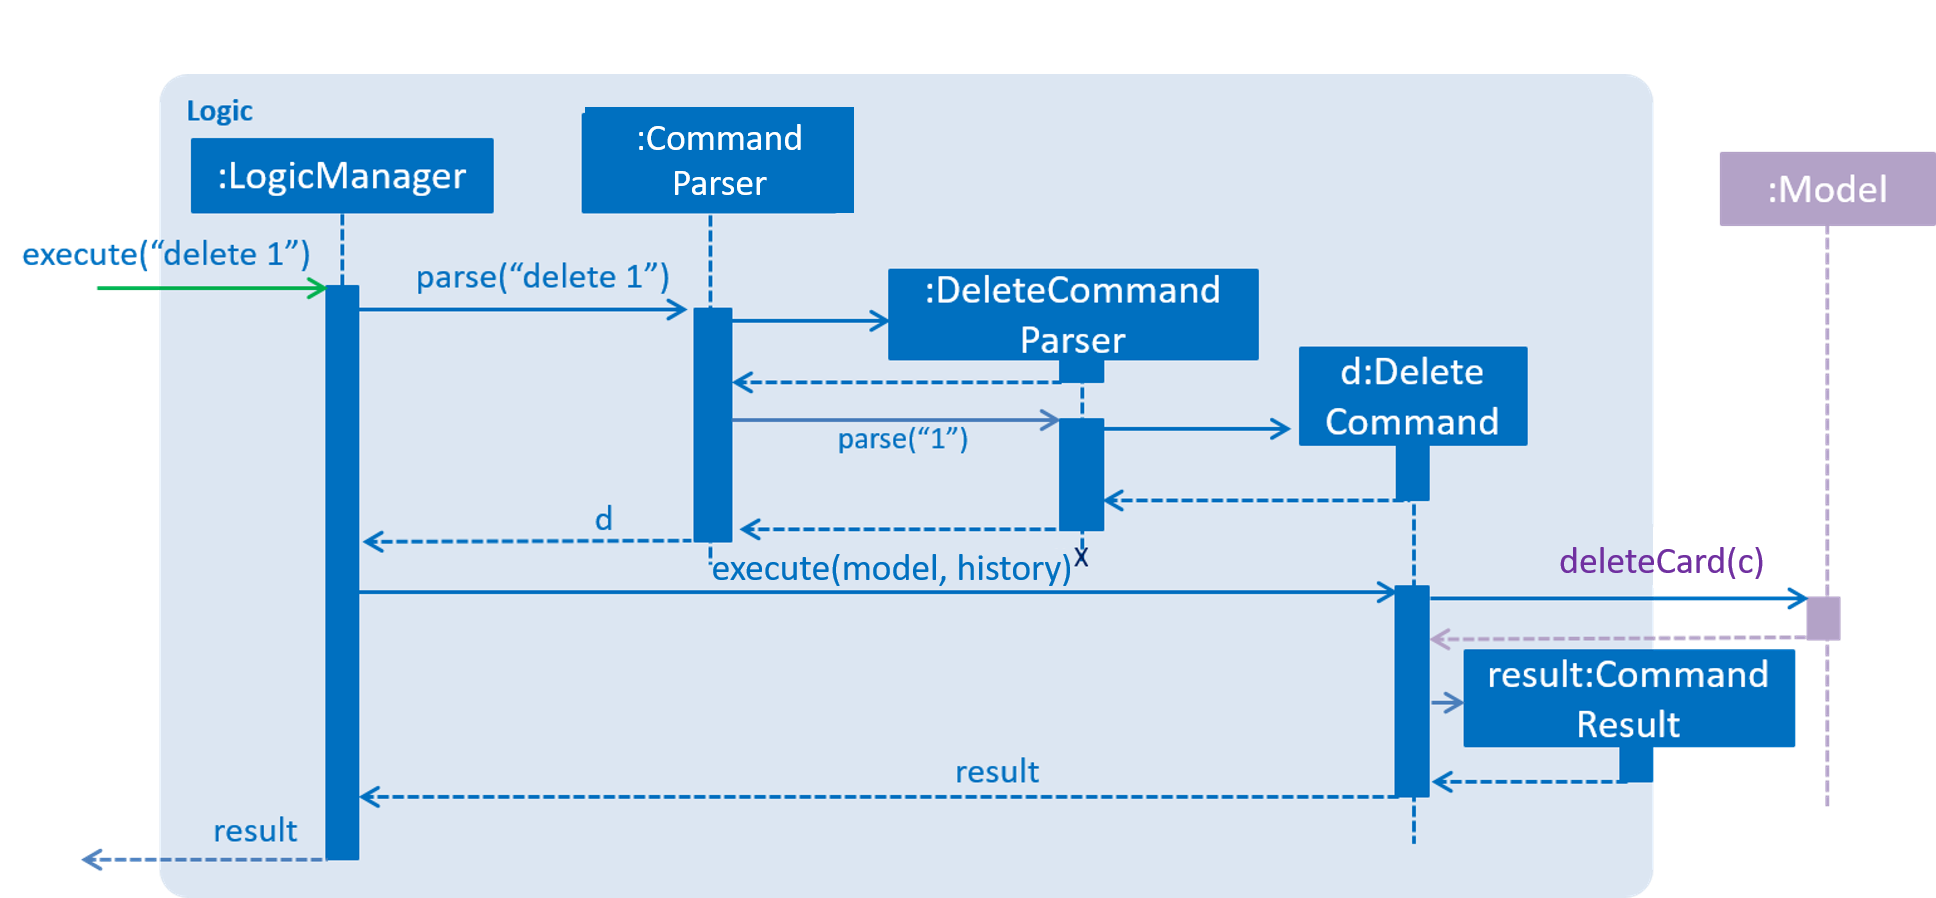 Logic
:LogicManager
:Command
Parser
:Model
execute(“delete 1”)
parse(“delete 1”)
:DeleteCommand
Parser
d:Delete
Command
parse(“1”)
d
X
execute(model, history)
deleteCard(c)
result:Command
Result
result
result